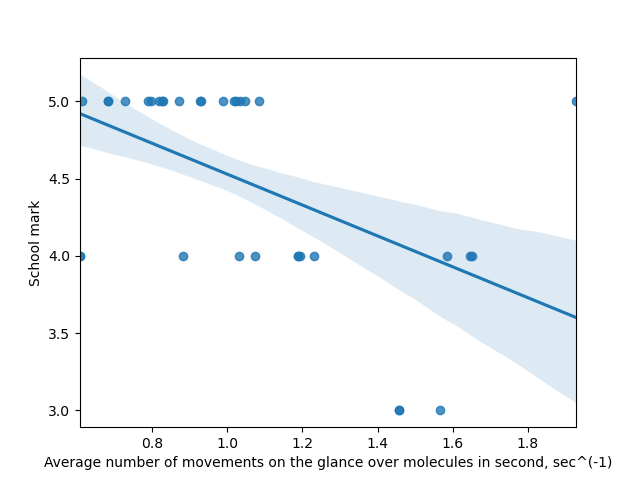 5.0
4.5
4.0
3.5
3.0
School mark
0.8 1.0 1.2 1.4 1.6 1.8
Average number of movements on the glance over molecules in second, sec^(-1)